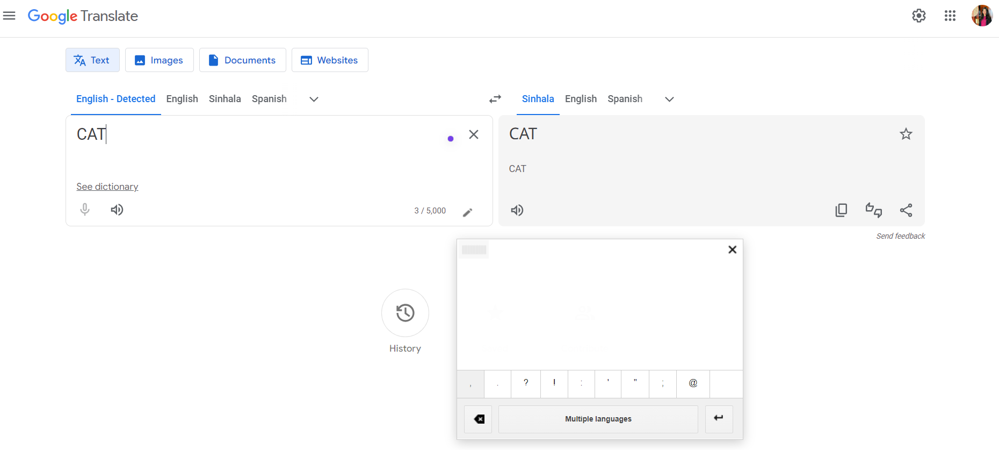 Google Translate
Text Images Documents Websites
English - Detected English Sinhala Spanish Sinhala English Spanish
CAT CAT
CAT
See dictionary
3 / 5,000
Send feedback
History
, . ? ! : ' " ; @
Multiple languages